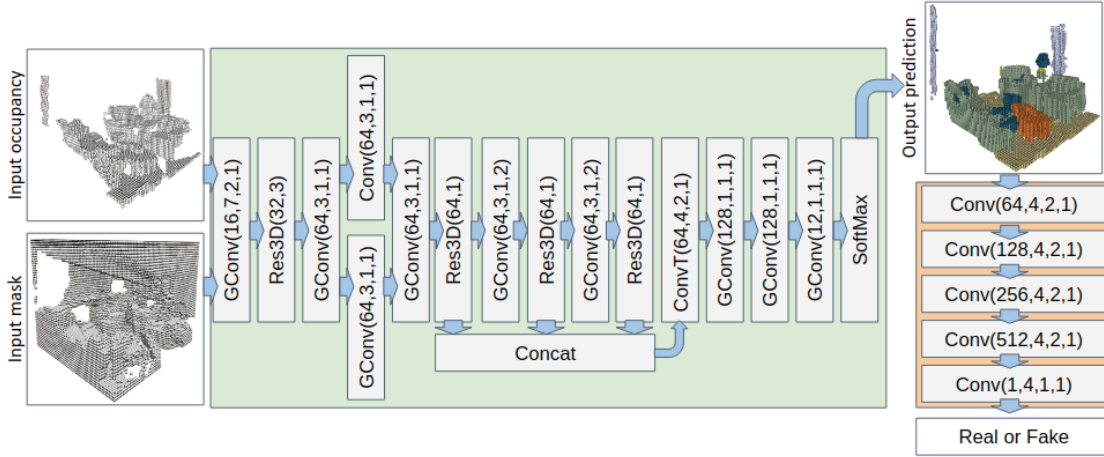 Input occupancy
Input mask
GConv(16,7,2,1)
Res3D(32,3)
GConv(64,3,1,1)
Conv(64,3,1,1)
GConv(64,3,1,1)
GConv(64,3,1,1)
Res3D(64,1)
GConv(64,3,1,2)
Res3D(64,1)
GConv(64,3,1,2)
Res3D(64,1)
Concat
ConvT(64,4,2,1)
GConv(128,1,1,1)
GConv(128,1,1,1)
GConv(12,1,1,1)
SoftMax
Output prediction
Conv(64,4,2,1)
Conv(128,4,2,1)
Conv(256,4,2,1)
Conv(512,4,2,1)
Conv(1,4,1,1)
Real or Fake